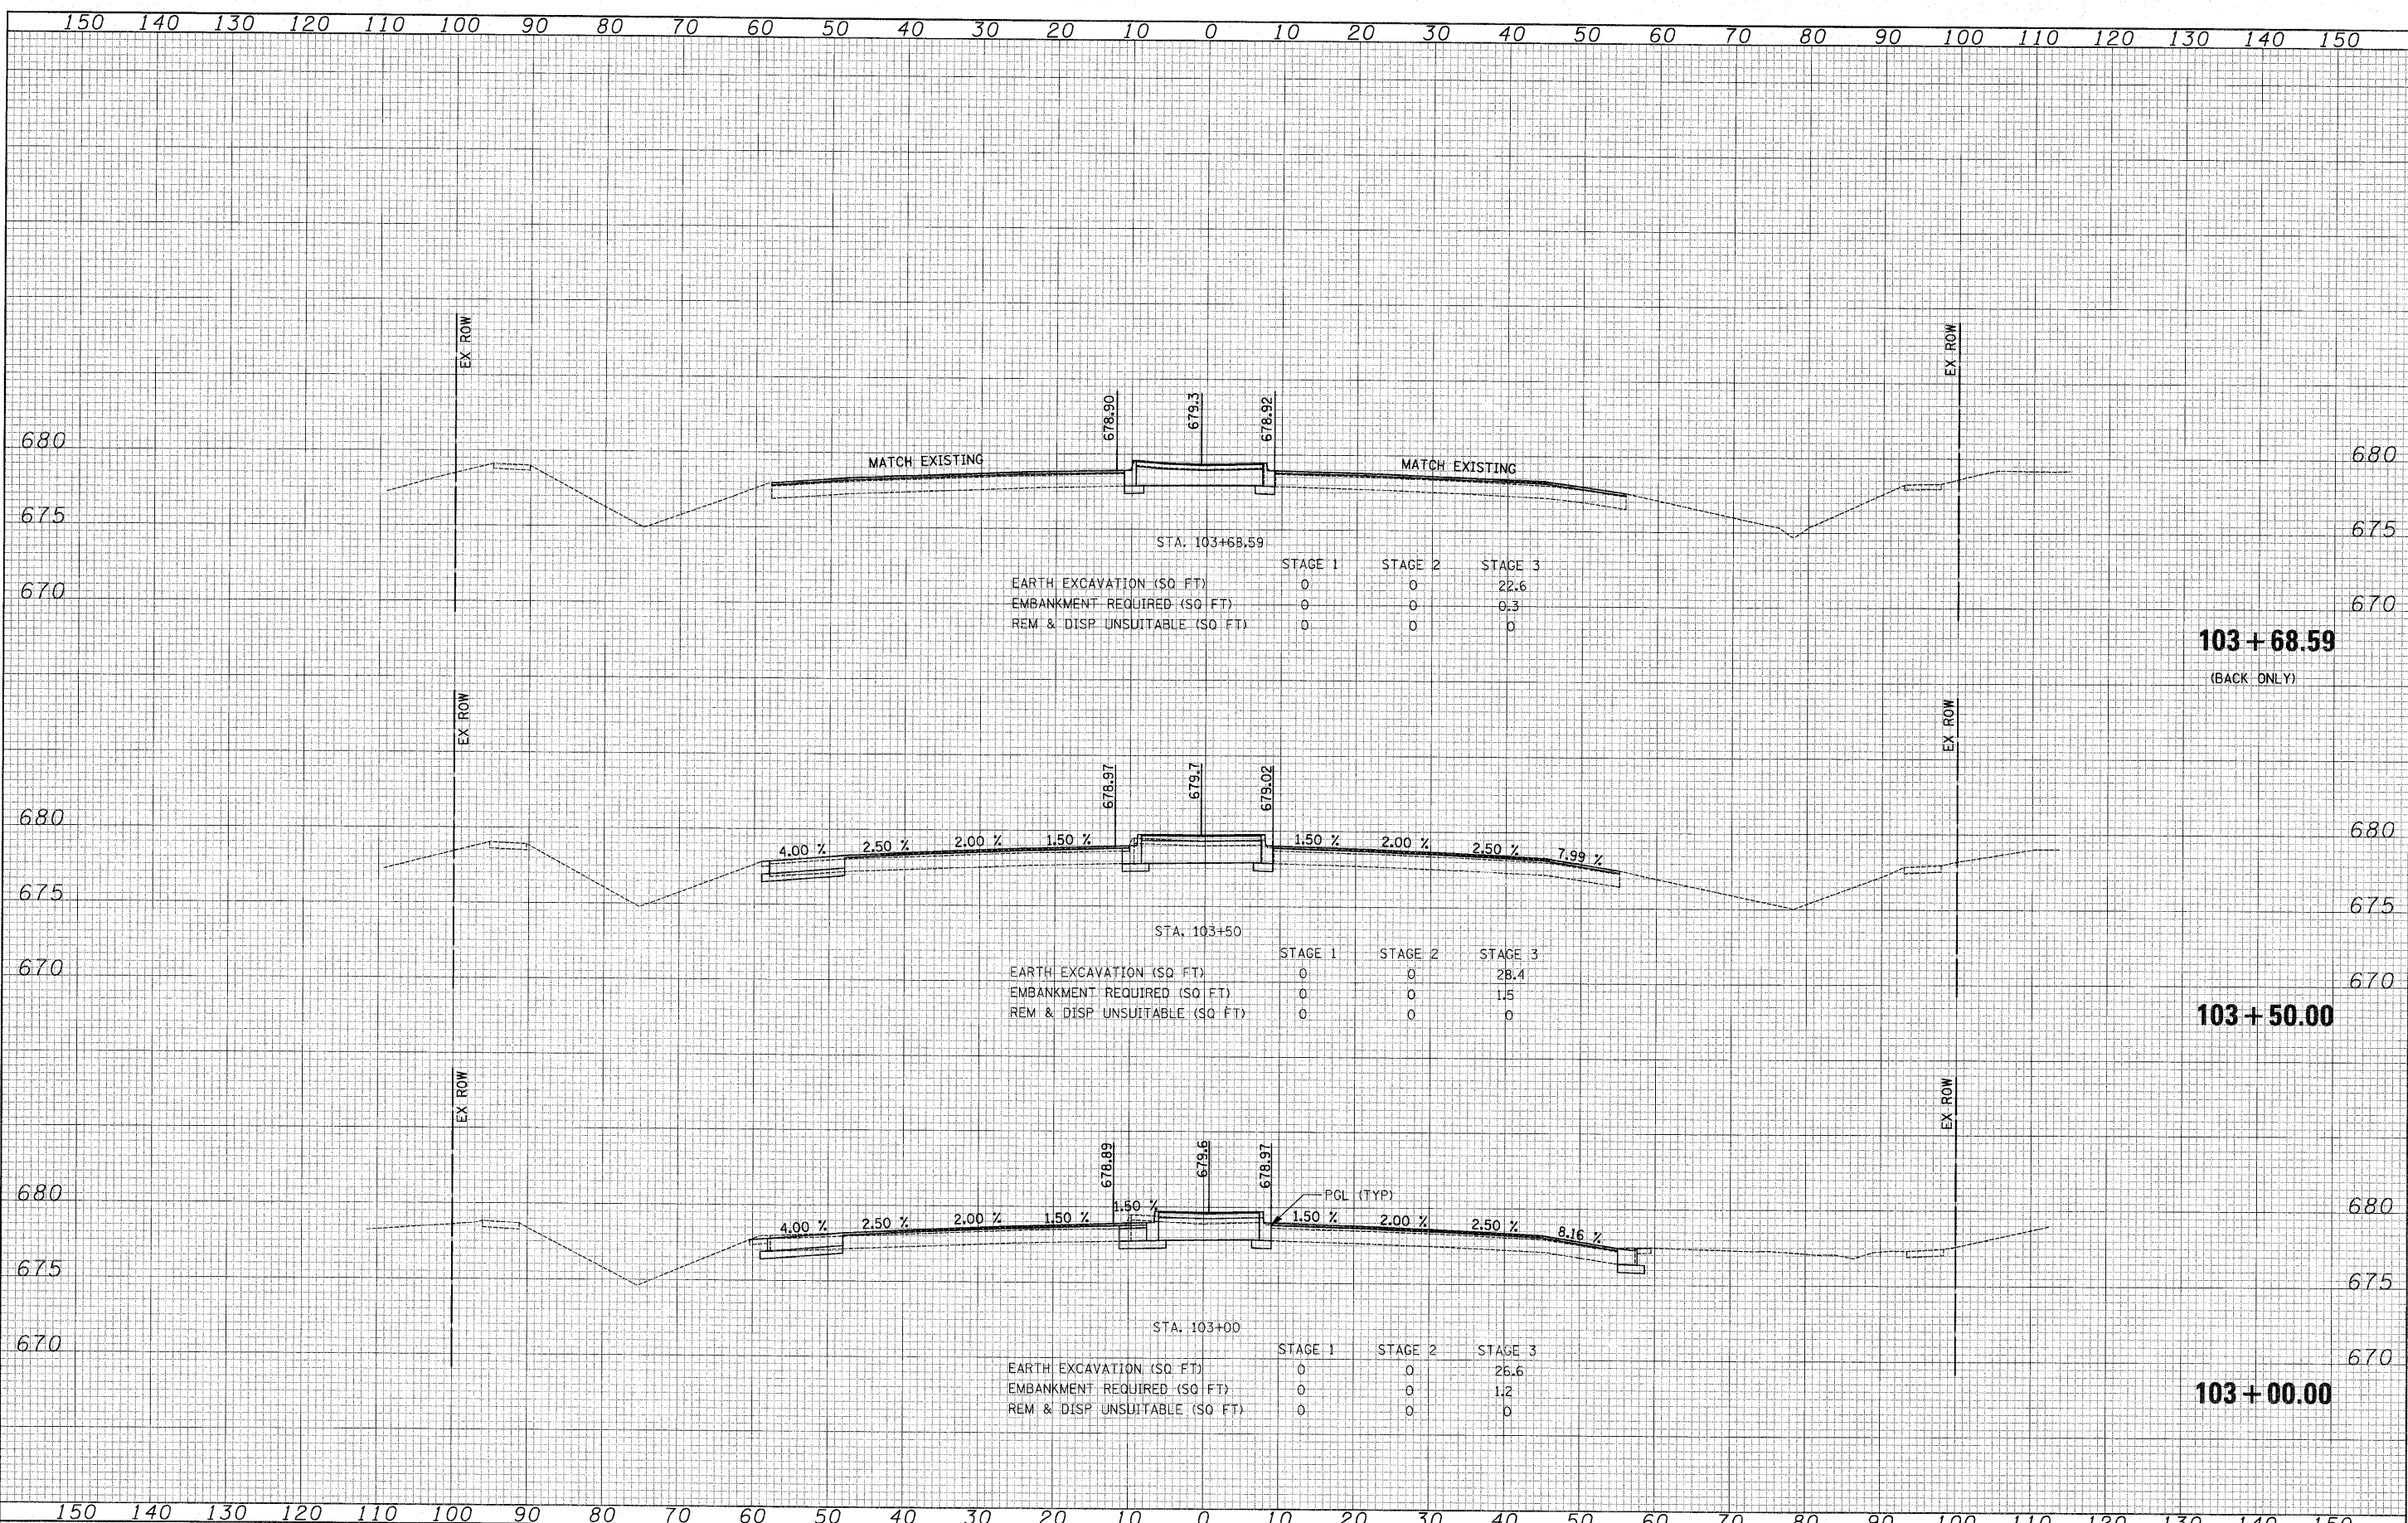 150 140 130 120 110 100 90 80 70 60 50 40 30 20 10 0 10 20 30 40 50 60 70 80 90 100 110 120 130 140 150
EX ROW
EX ROW
678.90
679.3
678.92
680
MATCH EXISTING
MATCH EXISTING
680
675
675
STA. 103+68.59
STAGE 1 STAGE 2 STAGE 3
EARTH EXCAVATION (SQ FT) 0 0 22.6
EMBANKMENT REQUIRED (SQ FT) 0 0 0.3
REM & DISP UNSUITABLE (SQ FT) 0 0 0
670
670
103+68.59
(BACK ONLY)
EX ROW
EX ROW
678.97
679.7
679.02
680
4.00 % 2.50 % 2.00 % 1.50 % 1.50 % 2.00 % 2.50 % 7.99 %
680
675
675
STA. 103+50
STAGE 1 STAGE 2 STAGE 3
EARTH EXCAVATION (SQ FT) 0 0 28.4
EMBANKMENT REQUIRED (SQ FT) 0 0 1.5
REM & DISP UNSUITABLE (SQ FT) 0 0 0
670
670
103+50.00
EX ROW
EX ROW
678.89
679.6
678.97
PGL (TYP)
680
4.00 % 2.50 % 2.00 % 1.50 % 1.50 % 1.50 % 2.00 % 2.50 % 8.16 %
680
675
675
STA. 103+00
STAGE 1 STAGE 2 STAGE 3
EARTH EXCAVATION (SQ FT) 0 0 26.6
EMBANKMENT REQUIRED (SQ FT) 0 0 1.2
REM & DISP UNSUITABLE (SQ FT) 0 0 0
670
670
103+00.00
150 140 130 120 110 100 90 80 70 60 50 40 30 20 10 0 10 20 30 40 50 60 70 80 90 100 110 120 130 140 150